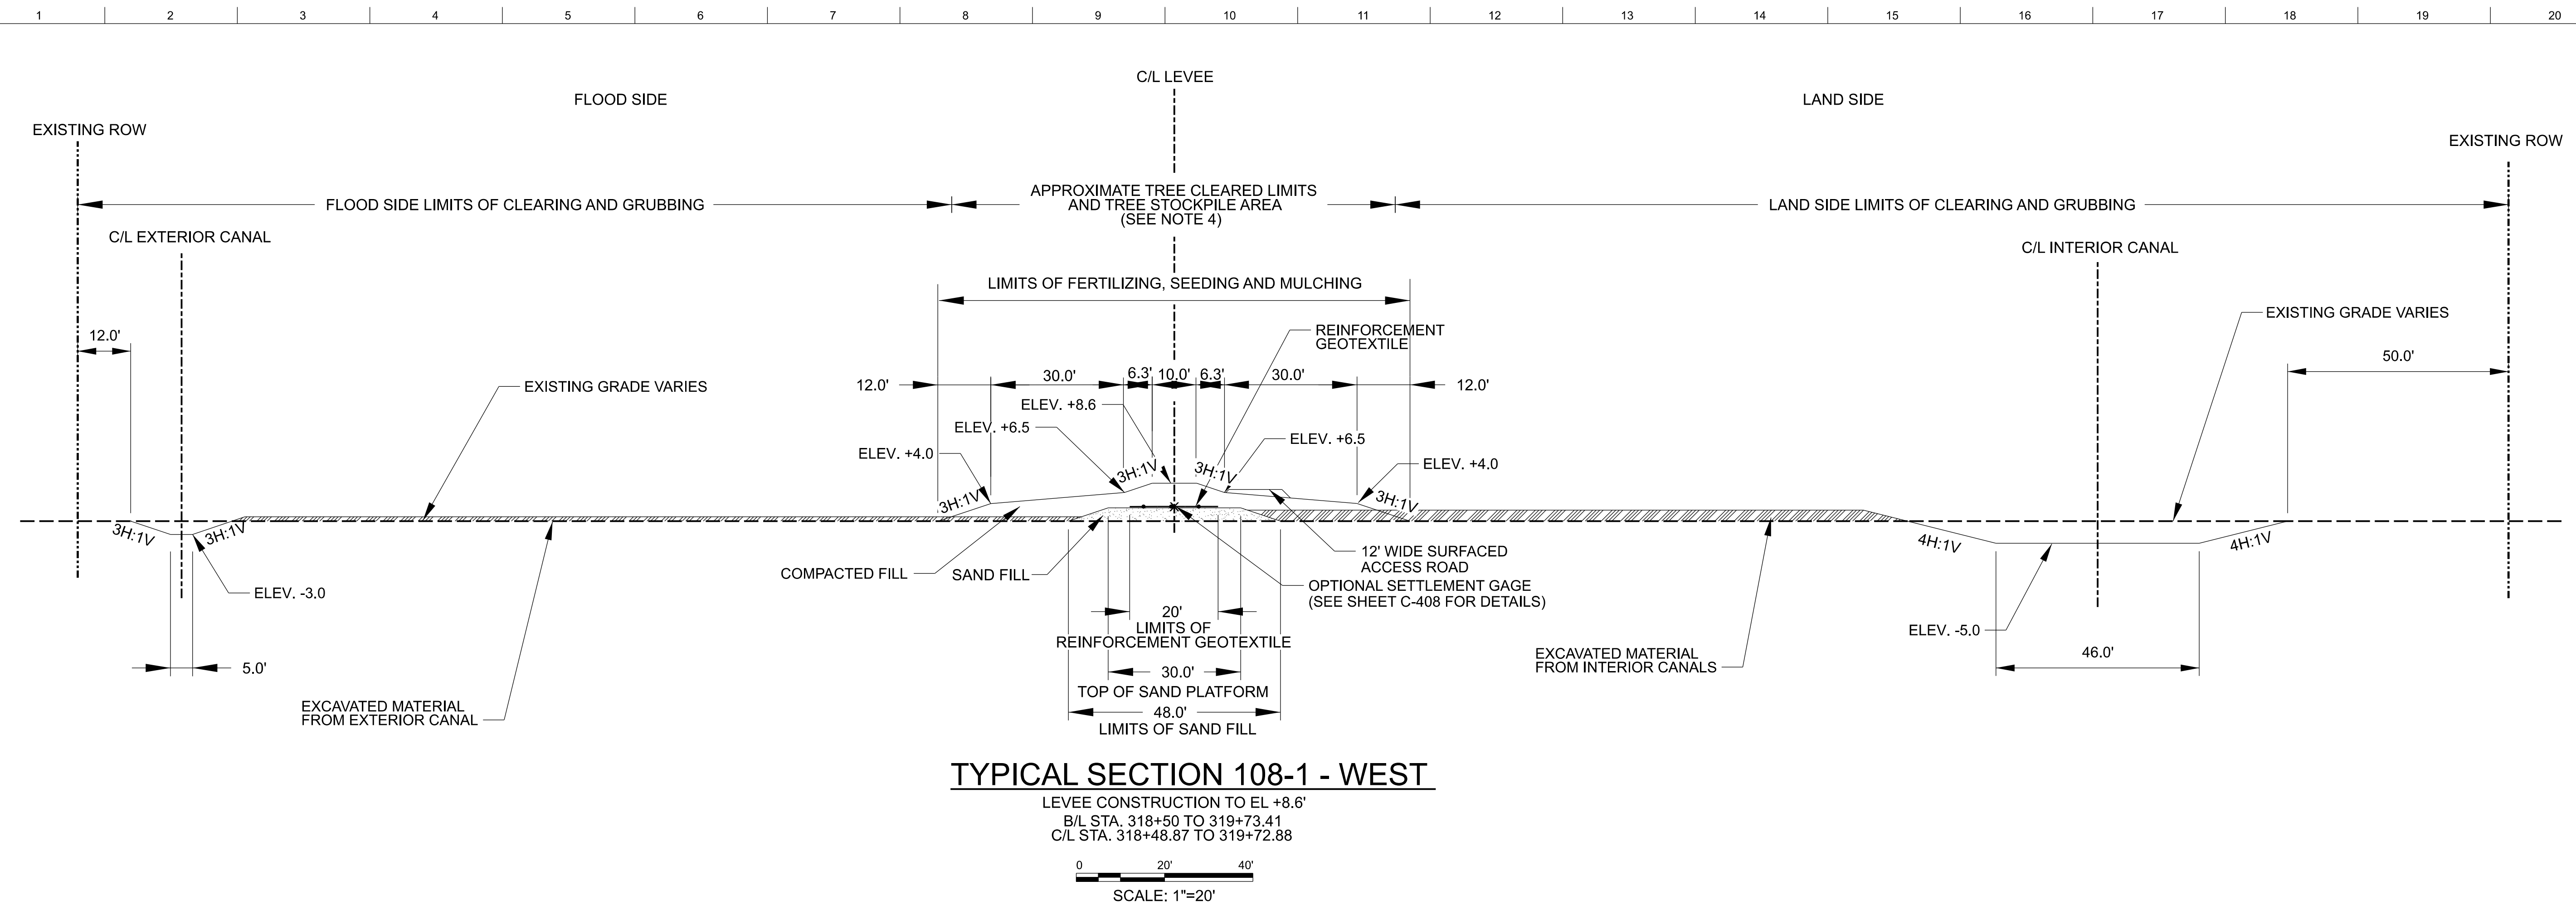 1 2 3 4 5 6 7 8 9 10 11 12 13 14 15 16 17 18 19 20
C/L LEVEE
FLOOD SIDE
LAND SIDE
EXISTING ROW
EXISTING ROW
APPROXIMATE TREE CLEARED LIMITS
AND TREE STOCKPILE AREA
(SEE NOTE 4)
FLOOD SIDE LIMITS OF CLEARING AND GRUBBING
LAND SIDE LIMITS OF CLEARING AND GRUBBING
C/L EXTERIOR CANAL
C/L INTERIOR CANAL
LIMITS OF FERTILIZING, SEEDING AND MULCHING
EXISTING GRADE VARIES
REINFORCEMENT
GEOTEXTILE
12.0'
50.0'
12.0'
30.0'
6.3'
10.0'
6.3'
30.0'
12.0'
EXISTING GRADE VARIES
ELEV. +8.6
ELEV. +6.5
ELEV. +6.5
ELEV. +4.0
ELEV. +4.0
3H:1V
3H:1V
3H:1V
3H:1V
3H:1V
3H:1V
4H:1V
4H:1V
12' WIDE SURFACED
ACCESS ROAD
COMPACTED FILL
SAND FILL
OPTIONAL SETTLEMENT GAGE
(SEE SHEET C-408 FOR DETAILS)
ELEV. -3.0
20'
LIMITS OF
REINFORCEMENT GEOTEXTILE
ELEV. -5.0
46.0'
EXCAVATED MATERIAL
FROM INTERIOR CANALS
5.0'
30.0'
TOP OF SAND PLATFORM
EXCAVATED MATERIAL
FROM EXTERIOR CANAL
48.0'
LIMITS OF SAND FILL
TYPICAL SECTION 108-1 - WEST
LEVEE CONSTRUCTION TO EL +8.6'
B/L STA. 318+50 TO 319+73.41
C/L STA. 318+48.87 TO 319+72.88
0 20' 40'
SCALE: 1"=20'